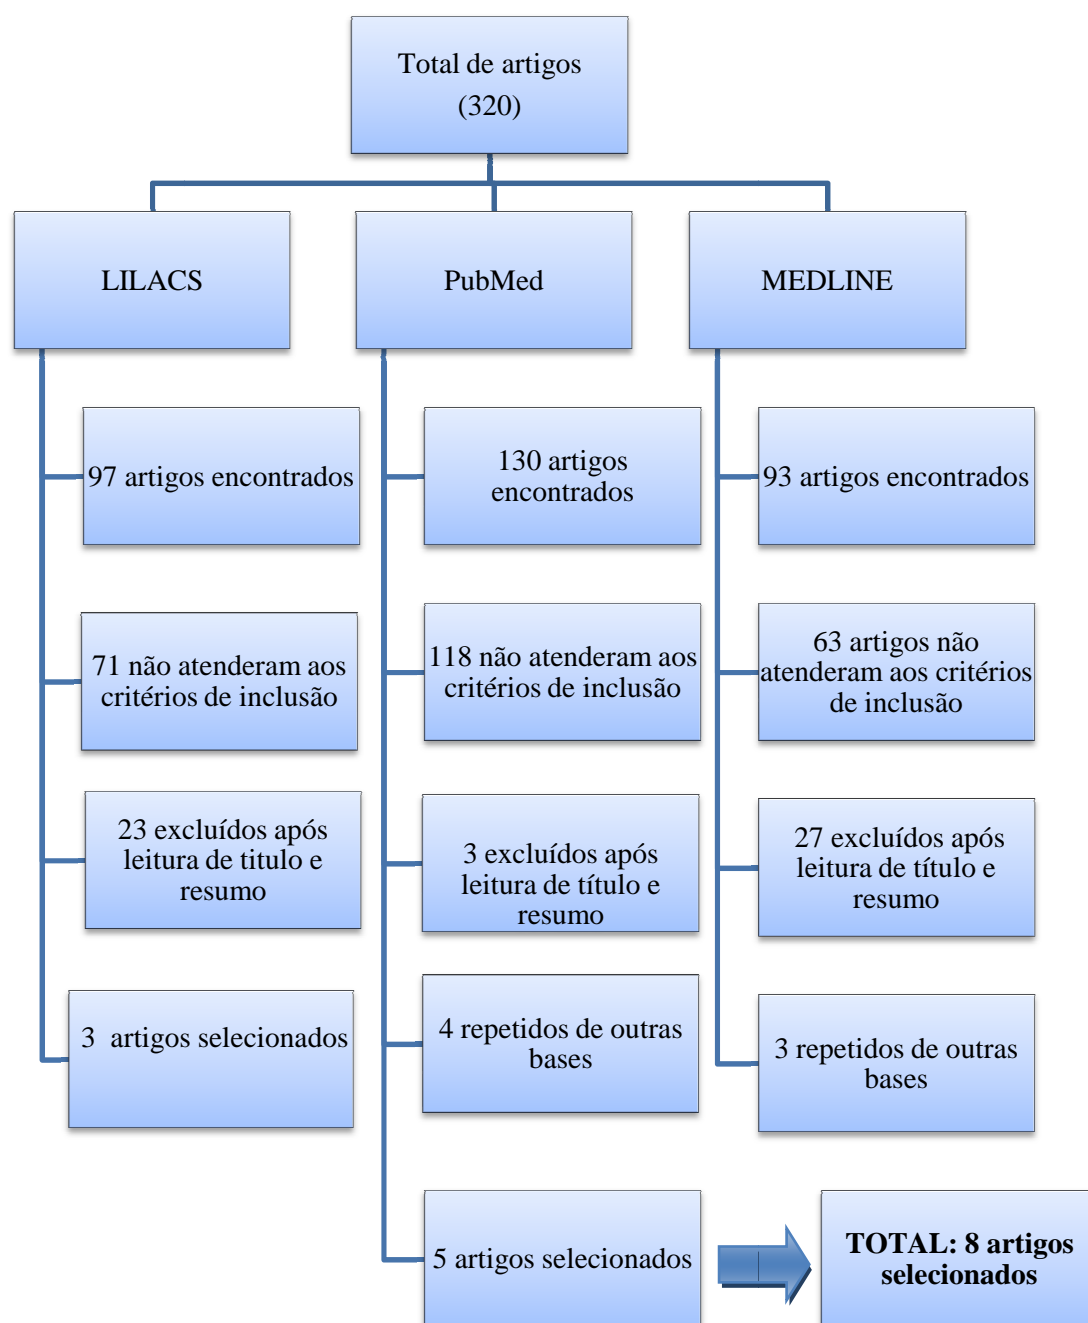 Total de artigos
(320)
LILACS
PubMed
MEDLINE
97 artigos encontrados
130 artigos
encontrados
93 artigos encontrados
71 não atenderam aos
critérios de inclusão
118 não atenderam aos
critérios de inclusão
63 artigos não
atenderam aos critérios
de inclusão
23 excluídos após
leitura de titulo e
resumo
3 excluídos após
leitura de título e
resumo
27 excluídos após
leitura de título e
resumo
3 artigos selecionados
4 repetidos de outras
bases
3 repetidos de outras
bases
5 artigos selecionados
TOTAL: 8 artigos
selecionados